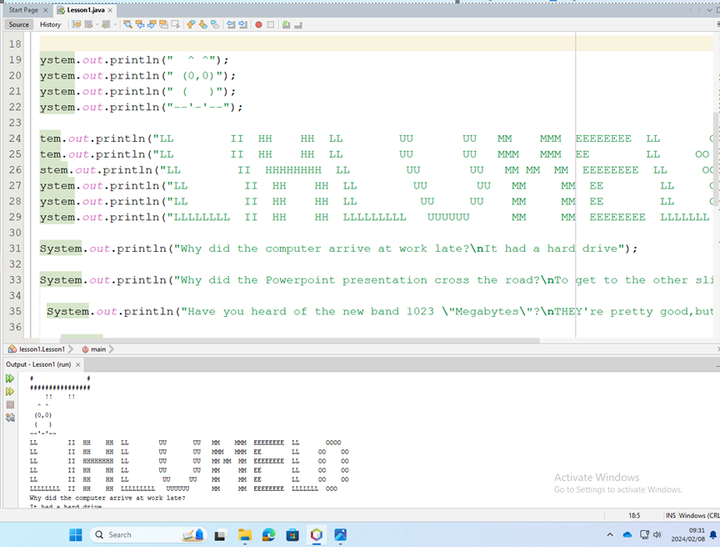 Start Page × Lesson1.java ×
Source History
18
19 ystem.out.println("  ^ ^");
20 ystem.out.println(" (0,0)");
21 ystem.out.println(" (   )");
22 ystem.out.println("--'-'--");
23
24 tem.out.println("LL        II  HH    HH  LL        UU       UU   MM    MMM  EEEEEEEE  LL
25 tem.out.println("LL        II  HH    HH  LL        UU       UU   MMM   MMM  EE        LL     OO
26 stem.out.println("LL        II  HHHHHHHH  LL        UU       UU   MM MM  MM  EEEEEEEE  LL     OO
27 ystem.out.println("LL        II  HH    HH  LL        UU       UU   MM     MM  EE        LL
28 ystem.out.println("LL        II  HH    HH  LL         UU     UU    MM     MM  EE        LL
29 ystem.out.println("LLLLLLLL  II  HH    HH  LLLLLLLLL   UUUUUU      MM     MM  EEEEEEEE  LLLLLLL
30
31 System.out.println("Why did the computer arrive at work late?\nIt had a hard drive");
32
33 System.out.println("Why did the Powerpoint presentation cross the road?\nTo get to the other sli
34
35 System.out.println("Have you heard of the new band 1023 \"Megabytes\"?\nTHEY're pretty good,but
36
lesson1.Lesson1 main
Output - Lesson1 (run) ×
#               #
################
!!    !!
^ ^
(0,0)
(   )
--'-'--
LL        II  HH    HH  LL        UU       UU   MM    MMM  EEEEEEEE  LL       OOOO
LL        II  HH    HH  LL        UU       UU   MMM   MMM  EE        LL     OO    OO
LL        II  HHHHHHHH  LL        UU       UU   MM MM  MM  EEEEEEEE  LL     OO    OO
LL        II  HH    HH  LL        UU       UU   MM     MM  EE        LL     OO    OO
LL        II  HH    HH  LL         UU     UU    MM     MM  EE        LL     OO    OO
LLLLLLLL  II  HH    HH  LLLLLLLLL   UUUUUU      MM     MM  EEEEEEEE  LLLLLLL  OOO
Why did the computer arrive at work late?
It had a hard drive
Activate Windows
Go to Settings to activate Windows.
18:5 INS Windows (CRL
Search
09:31
2024/02/08